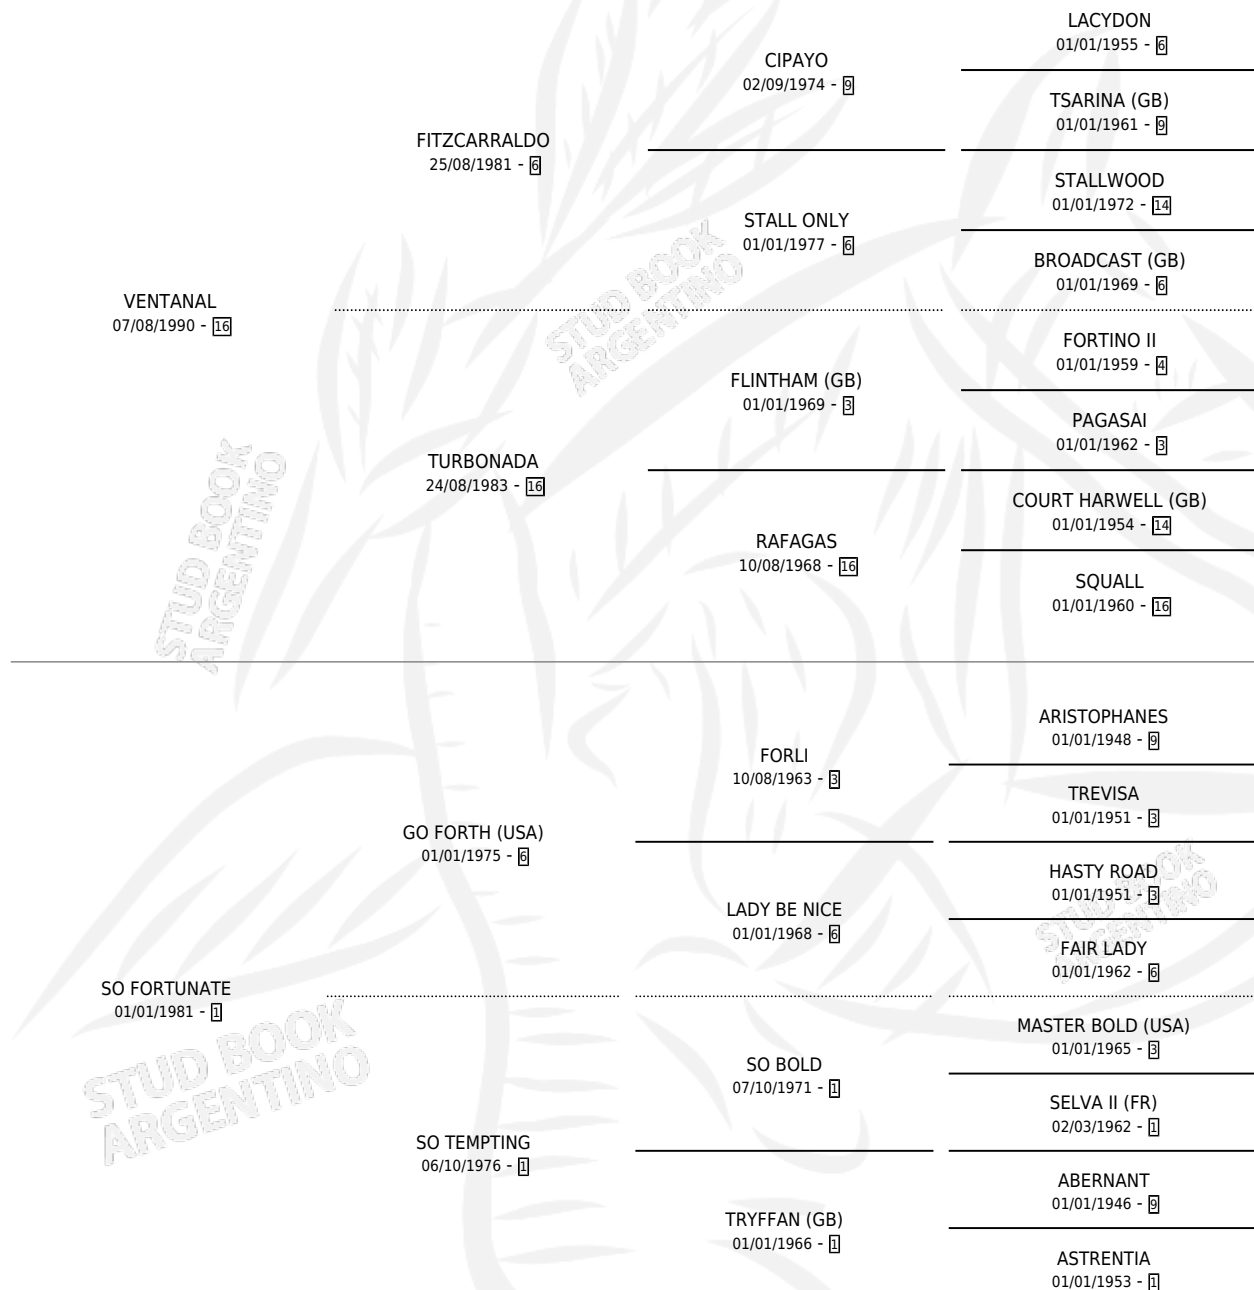 LACYDON
01/01/1955 - 6
CIPAYO
02/09/1974 - 9
TSARINA (GB)
01/01/1961 - 9
FITZCARRALDO
25/08/1981 - 6
STALLWOOD
01/01/1972 - 14
STALL ONLY
01/01/1977 - 6
BROADCAST (GB)
01/01/1969 - 6
VENTANAL
07/08/1990 - 16
STUD BOOK
ARGENTINO
FORTINO II
01/01/1959 - 4
FLINTHAM (GB)
01/01/1969 - 3
PAGASAI
01/01/1962 - 3
TURBONADA
24/08/1983 - 16
STUD BOOK
ARGENTINO
COURT HARWELL (GB)
01/01/1954 - 14
RAFAGAS
10/08/1968 - 16
SQUALL
01/01/1960 - 16
ARISTOPHANES
01/01/1948 - 9
FORLI
10/08/1963 - 3
TREVISA
01/01/1951 - 3
GO FORTH (USA)
01/01/1975 - 6
HASTY ROAD
01/01/1951 - 3
STUD BOOK
ARGENTINO
LADY BE NICE
01/01/1968 - 6
FAIR LADY
01/01/1962 - 6
SO FORTUNATE
01/01/1981 - 1
STUD BOOK
ARGENTINO
MASTER BOLD (USA)
01/01/1965 - 3
SO BOLD
07/10/1971 - 1
SELVA II (FR)
02/03/1962 - 1
SO TEMPTING
06/10/1976 - 1
ABERNANT
01/01/1946 - 9
TRYFFAN (GB)
01/01/1966 - 1
ASTRENTIA
01/01/1953 - 1